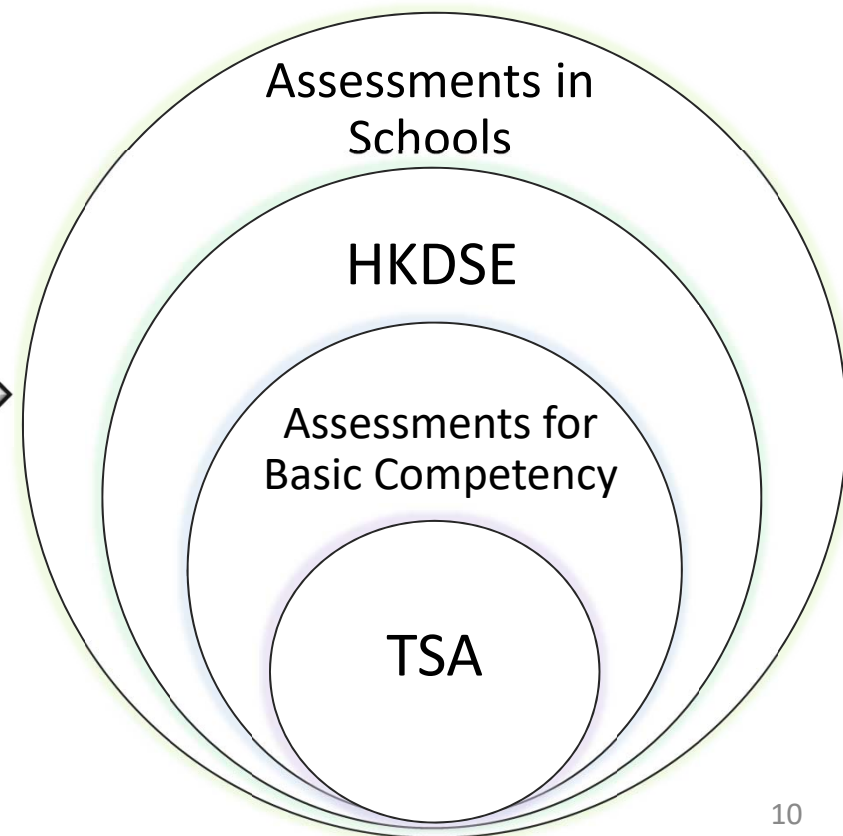 Assessments in
Schools
HKDSE
Assessments for
Basic Competency
TSA
10